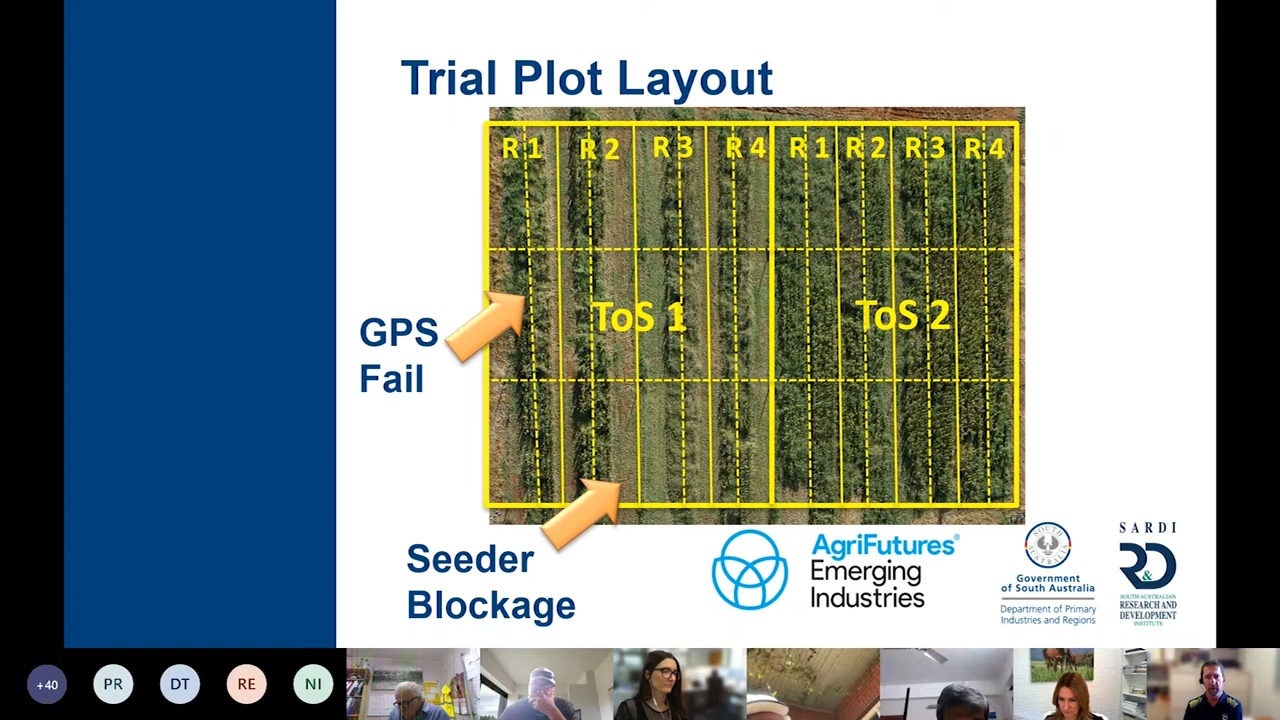 Trial Plot Layout
R 1 R 2 R 3 R 4 R 1 R 2 R 3 R 4
ToS 1 ToS 2
GPS
Fail
Seeder
Blockage
AgriFutures®
Emerging
Industries
SOUTH AUSTRALIA
Government
of South Australia
Department of Primary
Industries and Regions
SARDI
R&D
SOUTH AUSTRALIAN
RESEARCH AND
DEVELOPMENT
INSTITUTE
+40 PR DT RE NI